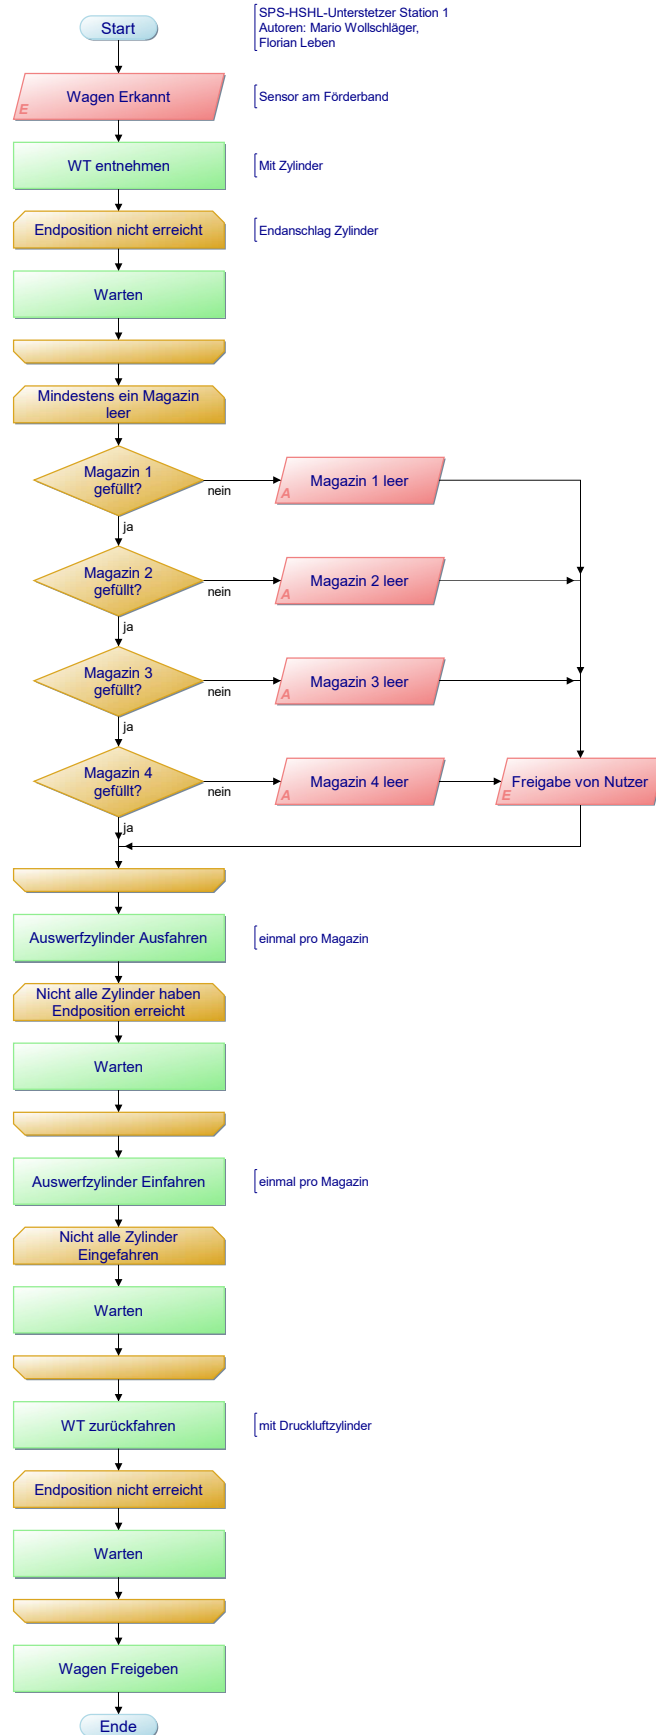 Start
SPS-HSHL-Unterstetzer Station 1
Autoren: Mario Wollschläger,
Florian Leben
Wagen Erkannt
E
Sensor am Förderband
WT entnehmen
Mit Zylinder
Endposition nicht erreicht
Endanschlag Zylinder
Warten
Mindestens ein Magazin
leer
Magazin 1
gefüllt?
nein
Magazin 1 leer
A
ja
Magazin 2
gefüllt?
nein
Magazin 2 leer
A
ja
Magazin 3
gefüllt?
nein
Magazin 3 leer
A
ja
Magazin 4
gefüllt?
nein
Magazin 4 leer
A
Freigabe von Nutzer
E
ja
Auswerfzylinder Ausfahren
einmal pro Magazin
Nicht alle Zylinder haben
Endposition erreicht
Warten
Auswerfzylinder Einfahren
einmal pro Magazin
Nicht alle Zylinder
Eingefahren
Warten
WT zurückfahren
mit Druckluftzylinder
Endposition nicht erreicht
Warten
Wagen Freigeben
Ende